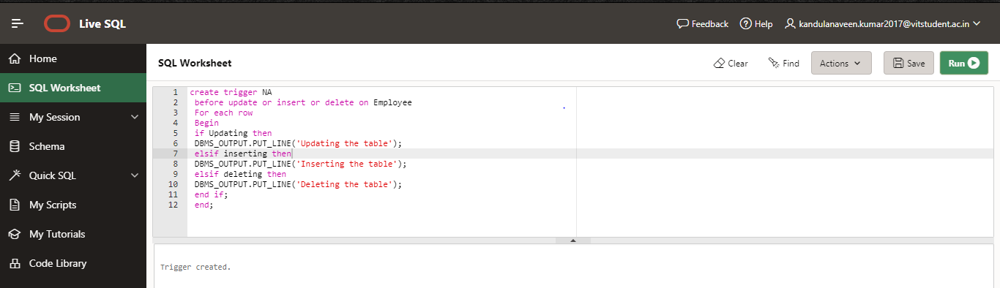 Live SQL
Feedback Help kandulanaveen.kumar2017@vitstudent.ac.in
Home
SQL Worksheet
My Session
Schema
Quick SQL
My Scripts
My Tutorials
Code Library
SQL Worksheet
Clear Find Actions Save Run
1 create trigger NA
2 before update or insert or delete on Employee
3 For each row
4 Begin
5 if Updating then
6 DBMS_OUTPUT.PUT_LINE('Updating the table');
7 elsif inserting then
8 DBMS_OUTPUT.PUT_LINE('Inserting the table');
9 elsif deleting then
10 DBMS_OUTPUT.PUT_LINE('Deleting the table');
11 end if;
12 end;
Trigger created.